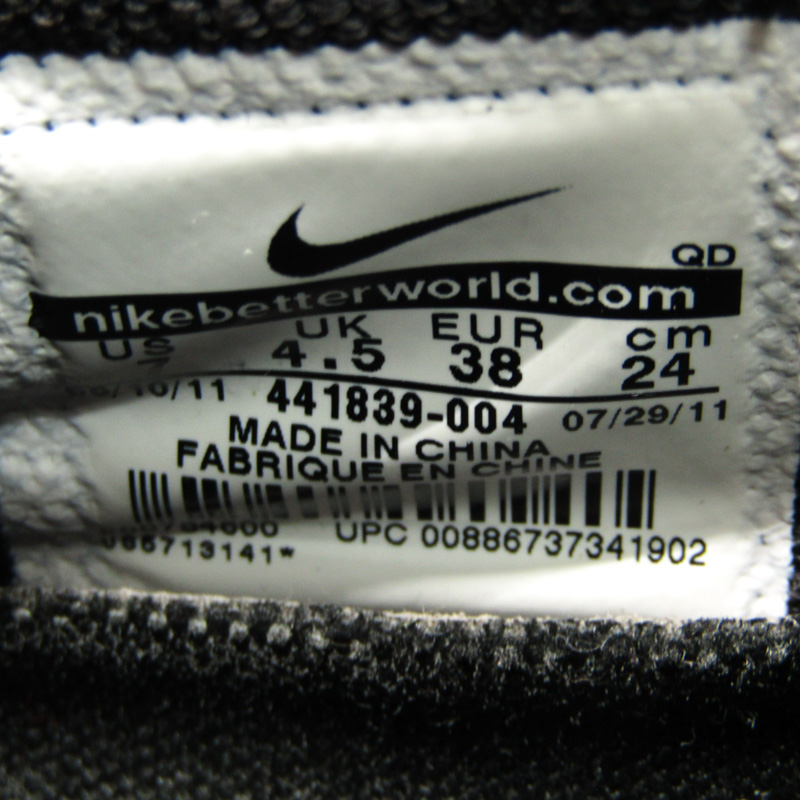 QD
nikebetterworld.com
US UK EUR cm
7 4.5 38 24
441839-004 07/29/11
MADE IN CHINA
FABRIQUE EN CHINE
UPC 00886737341902